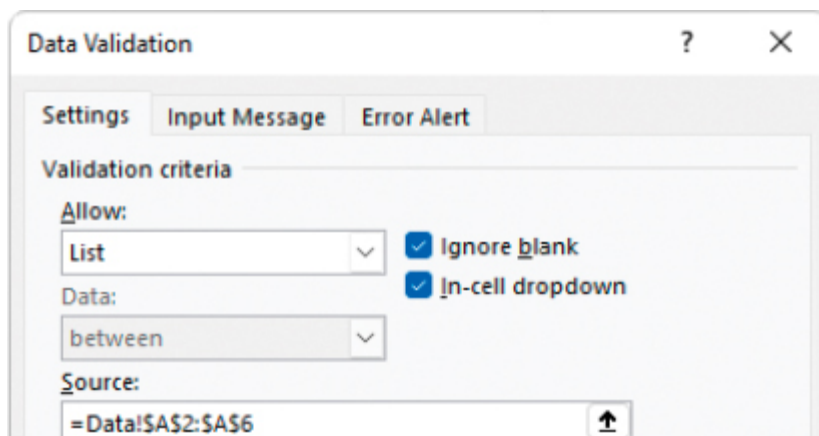 Data Validation ?
Settings Input Message Error Alert
Validation criteria
Allow:
List
Ignore blank
In-cell dropdown
Data:
between
Source:
=Data!$A$2:$A$6